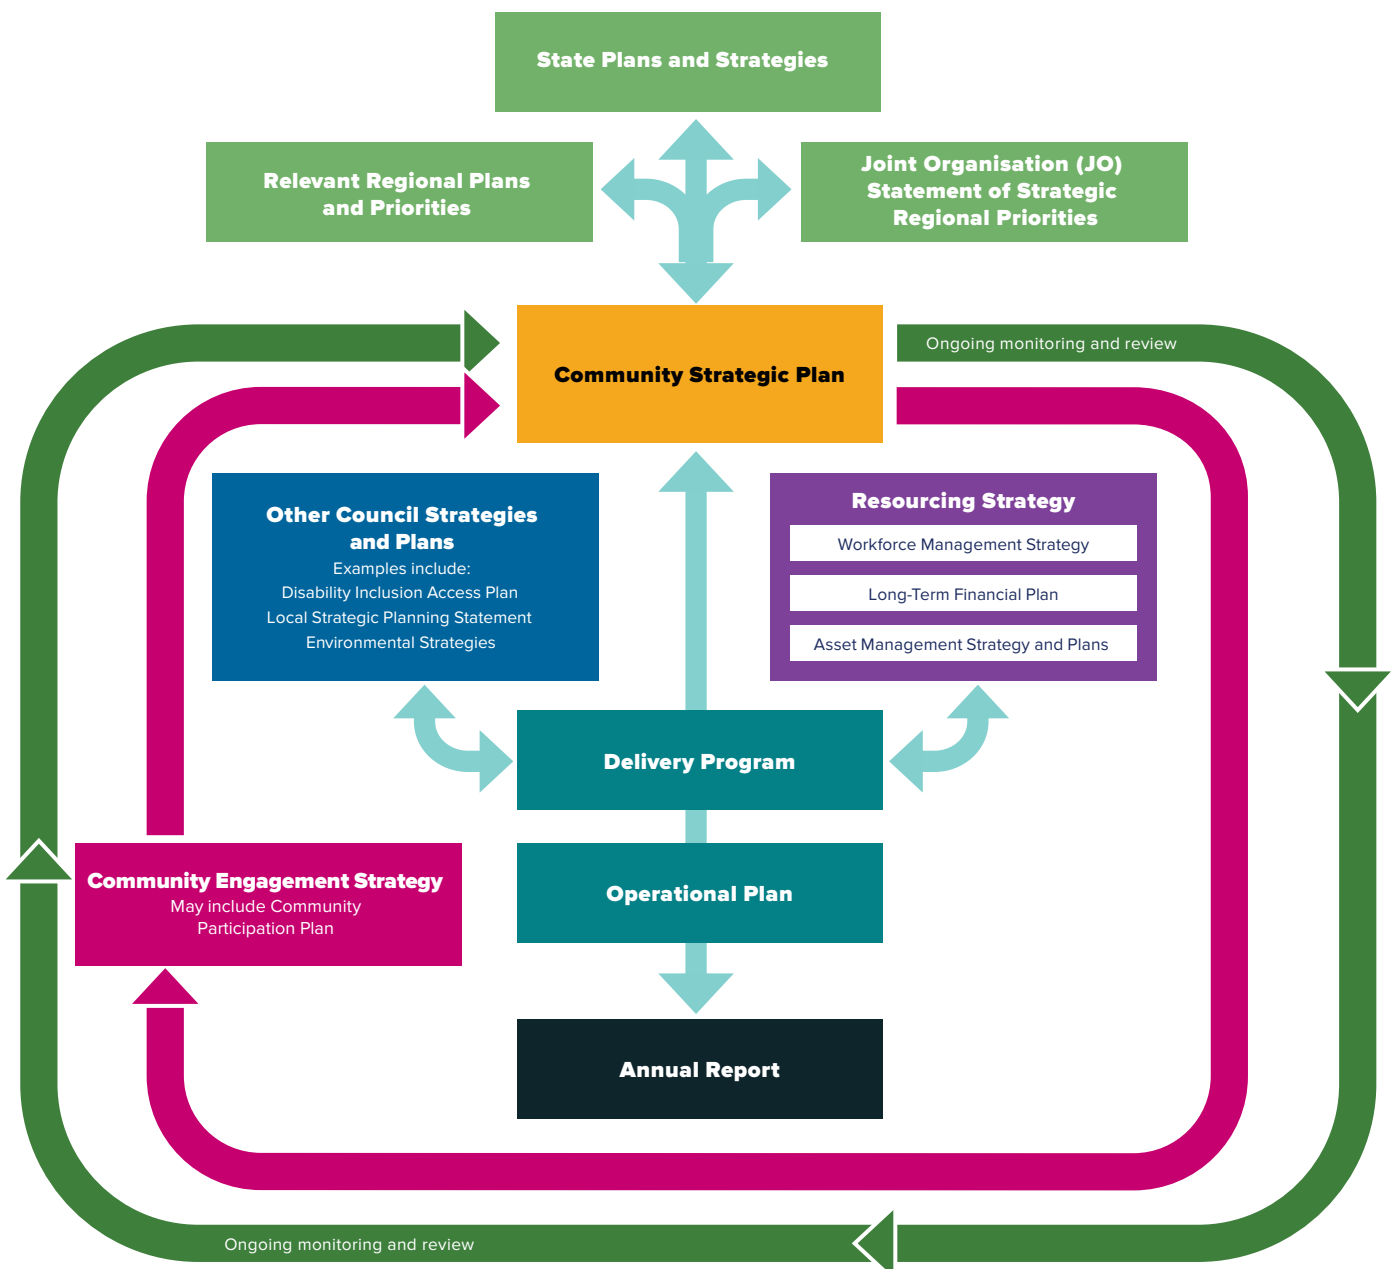 State Plans and Strategies
Relevant Regional Plans
and Priorities
Joint Organisation (JO)
Statement of Strategic
Regional Priorities
Community Strategic Plan
Ongoing monitoring and review
Other Council Strategies
and Plans
Examples include:
Disability Inclusion Access Plan
Local Strategic Planning Statement
Environmental Strategies
Resourcing Strategy
Workforce Management Strategy
Long-Term Financial Plan
Asset Management Strategy and Plans
Delivery Program
Community Engagement Strategy
May include Community
Participation Plan
Operational Plan
Annual Report
Ongoing monitoring and review